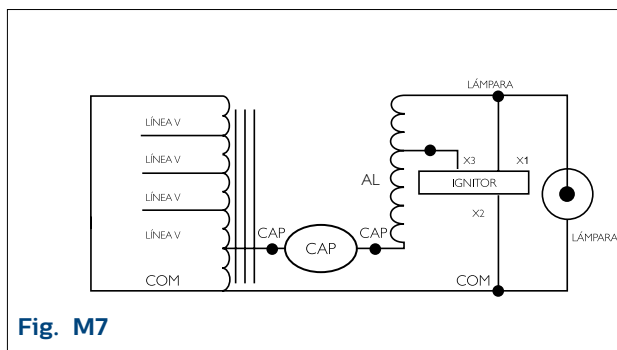 LÁMPARA
LÍNEA V
LÍNEA V
X3
X1
AL
IGNITOR
LÍNEA V
X2
CAP
CAP
CAP
LÍNEA V
LÁMPARA
COM
COM
Fig. M7